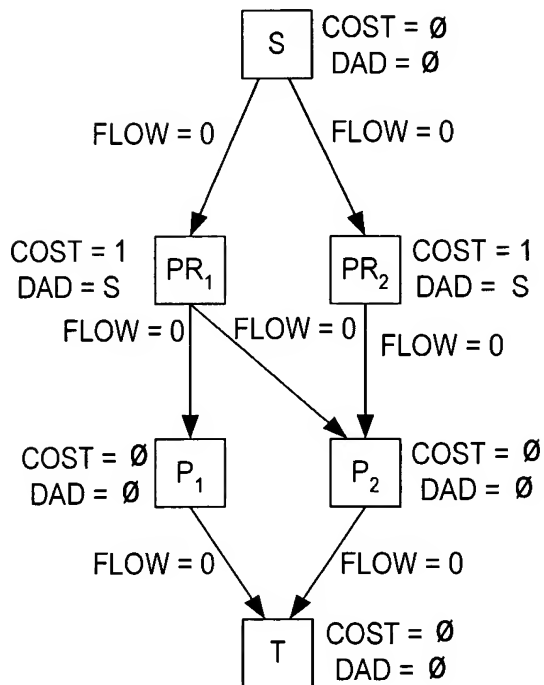 S
COST = Ø
DAD = Ø
FLOW = 0
FLOW = 0
COST = 1
DAD = S
PR₁
PR₂
COST = 1
DAD = S
FLOW = 0
FLOW = 0
FLOW = 0
COST = Ø
DAD = Ø
P₁
P₂
COST = Ø
DAD = Ø
FLOW = 0
FLOW = 0
T
COST = Ø
DAD = Ø